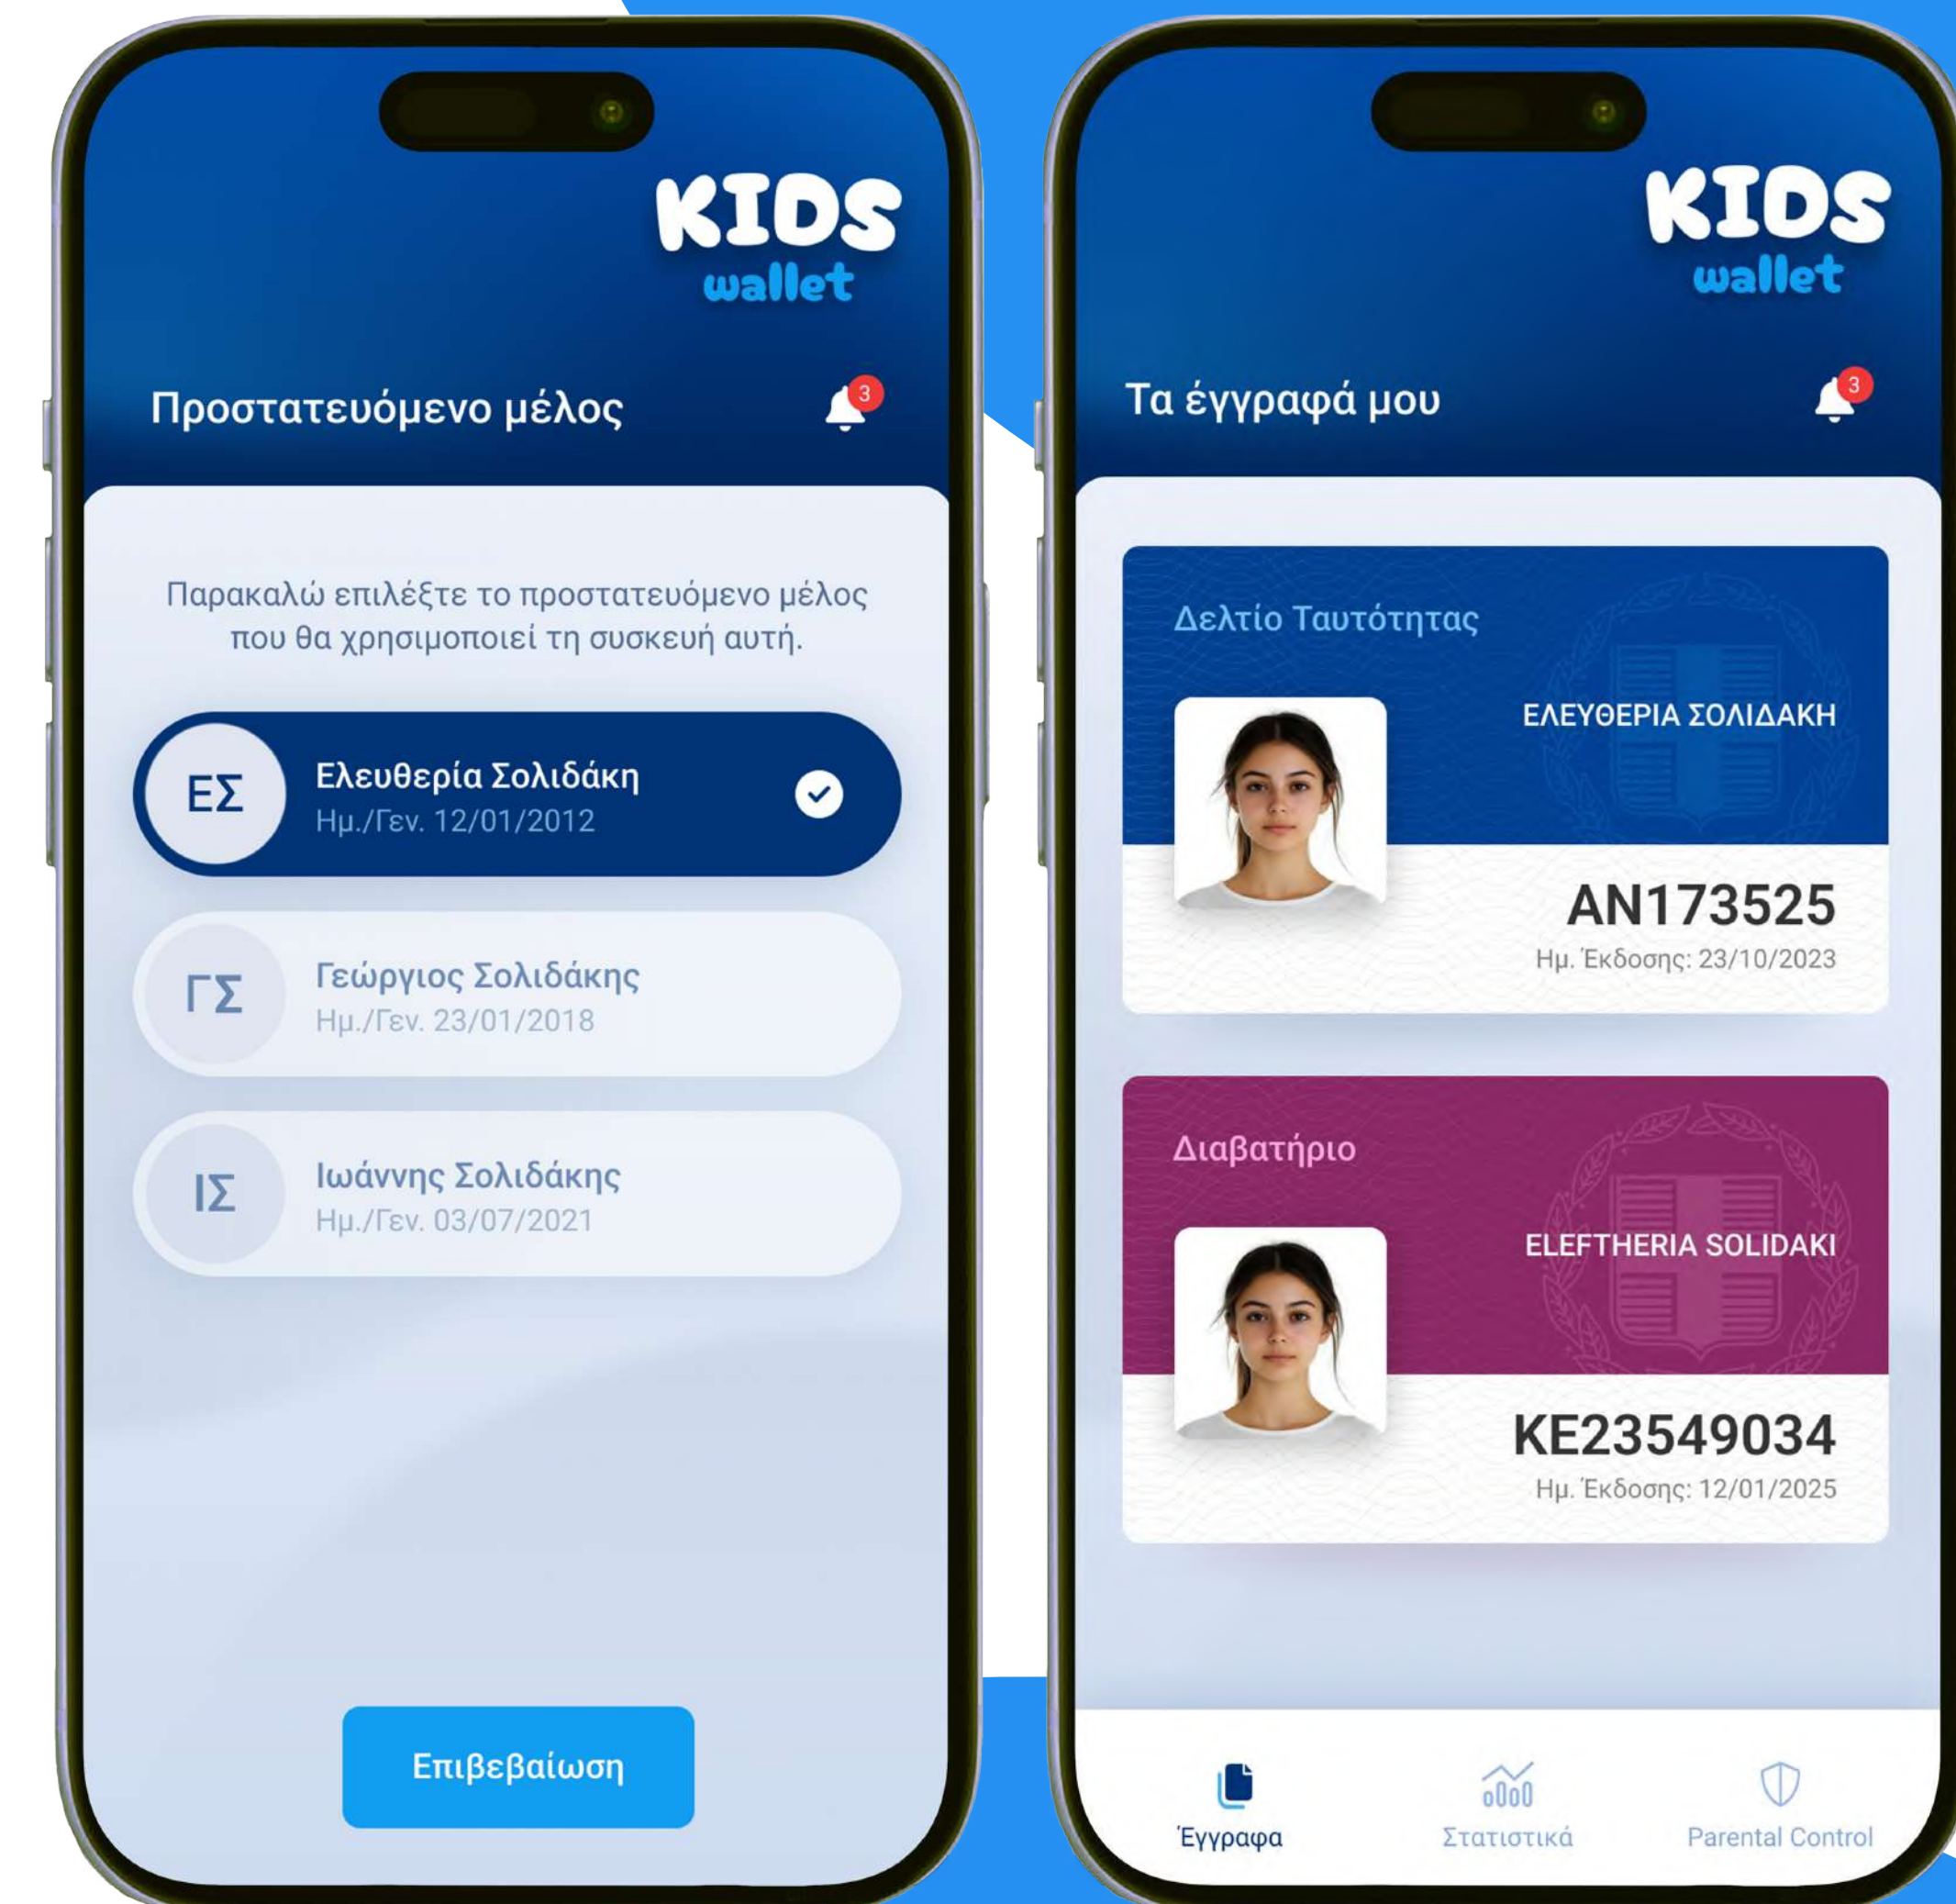 KIDS
wallet
Προστατευόμενο μέλος
3
Παρακαλώ επιλέξτε το προστατευόμενο μέλος
που θα χρησιμοποιεί τη συσκευή αυτή.
ΕΣ
Ελευθερία Σολιδάκη
Ημ./Γεν. 12/01/2012
ΓΣ
Γεώργιος Σολιδάκης
Ημ./Γεν. 23/01/2018
ΙΣ
Ιωάννης Σολιδάκης
Ημ./Γεν. 03/07/2021
Επιβεβαίωση
KIDS
wallet
Τα έγγραφά μου
3
Δελτίο Ταυτότητας
ΕΛΕΥΘΕΡΙΑ ΣΟΛΙΔΑΚΗ
AN173525
Ημ. Έκδοσης: 23/10/2023
Διαβατήριο
ELEFTHERIA SOLIDAKI
KE23549034
Ημ. Έκδοσης: 12/01/2025
Έγγραφα
Στατιστικά
Parental Control